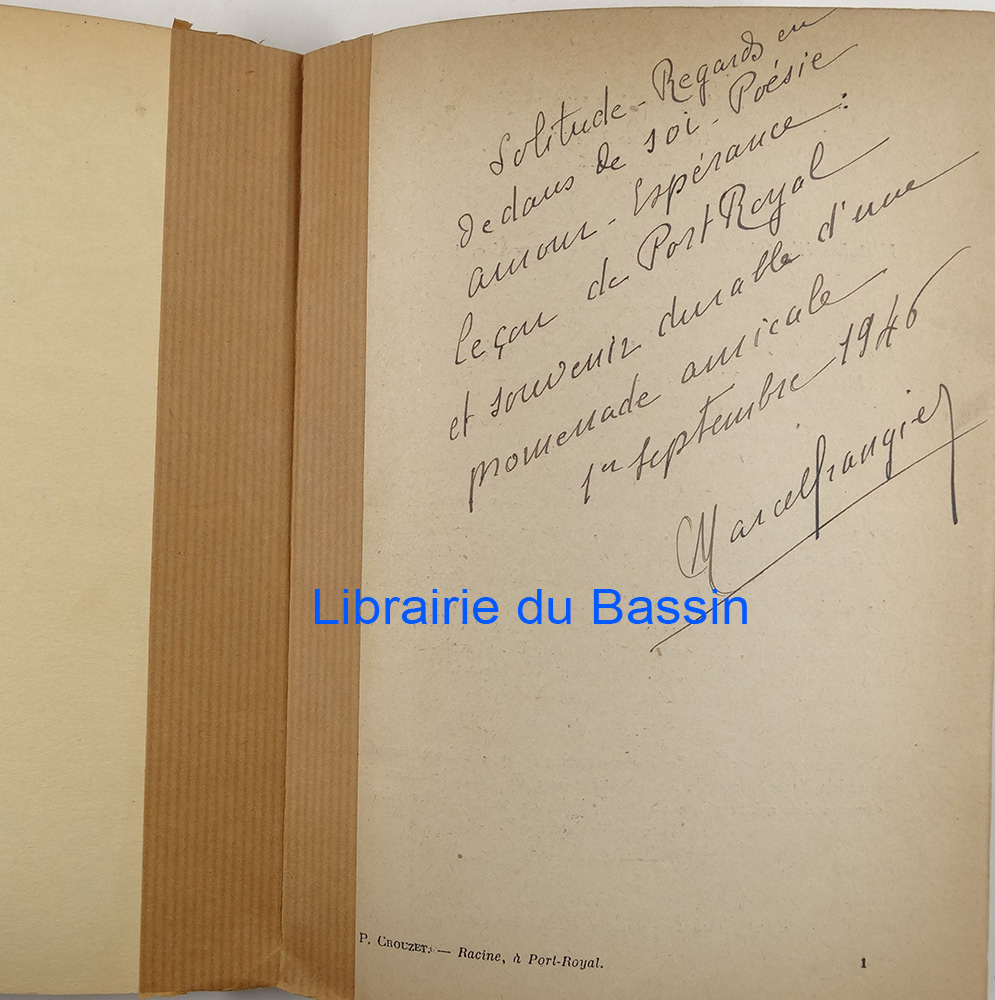 Solitude - Regards en
dedans de soi - Poésie
amour - Espérance :
leçon de Port Royal
et souvenir durable d'une
promenade amicale
1er Septembre 1946
Marcel Frangier
Librairie du Bassin
P. CROUZET. — Racine, à Port-Royal.
1